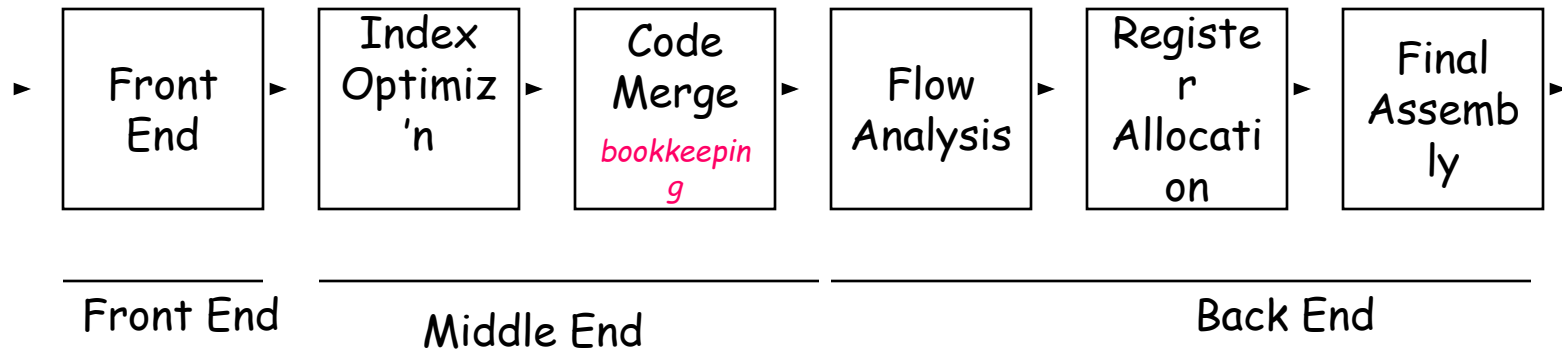 Front
End
Index
Optimiz
’n
Code
Merge
bookkeepin
g
Flow
Analysis
Registe
r
Allocati
on
Final
Assemb
ly
Front End
Middle End
Back End